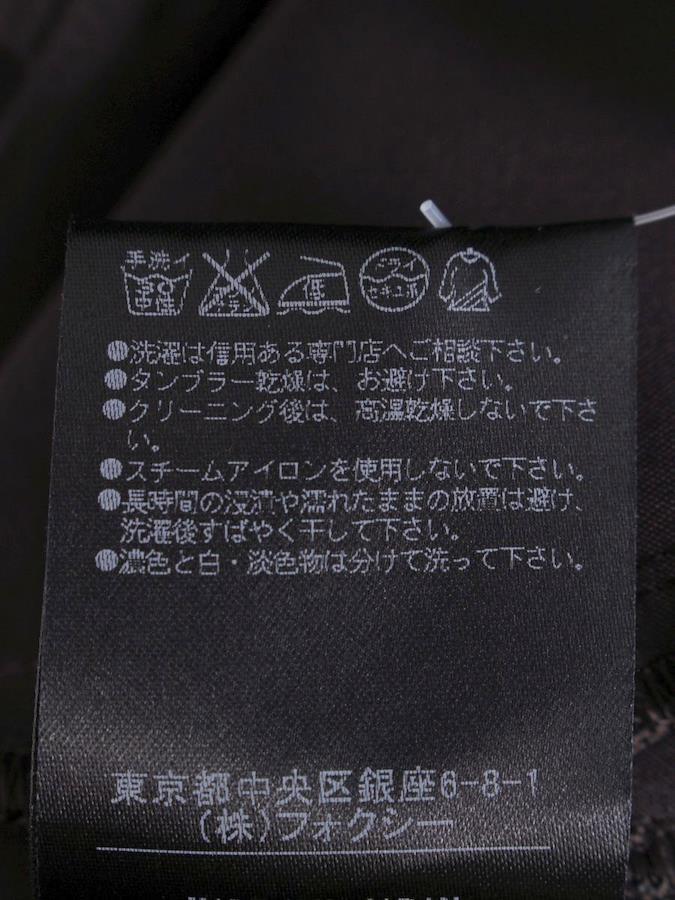 手洗イ
中性
エンソ
サラシ
低
ドライ
セキユ系
●洗濯は信用ある専門店へご相談下さい。
●タンブラー乾燥は、お避け下さい。
●クリーニング後は、高温乾燥しないで下さ
い。
●スチームアイロンを使用しないで下さい。
●長時間の浸漬や濡れたままの放置は避け、
洗濯後すばやく干して下さい。
●濃色と白・淡色物は分けて洗って下さい。
東京都中央区銀座6-8-1
(株)フォクシー